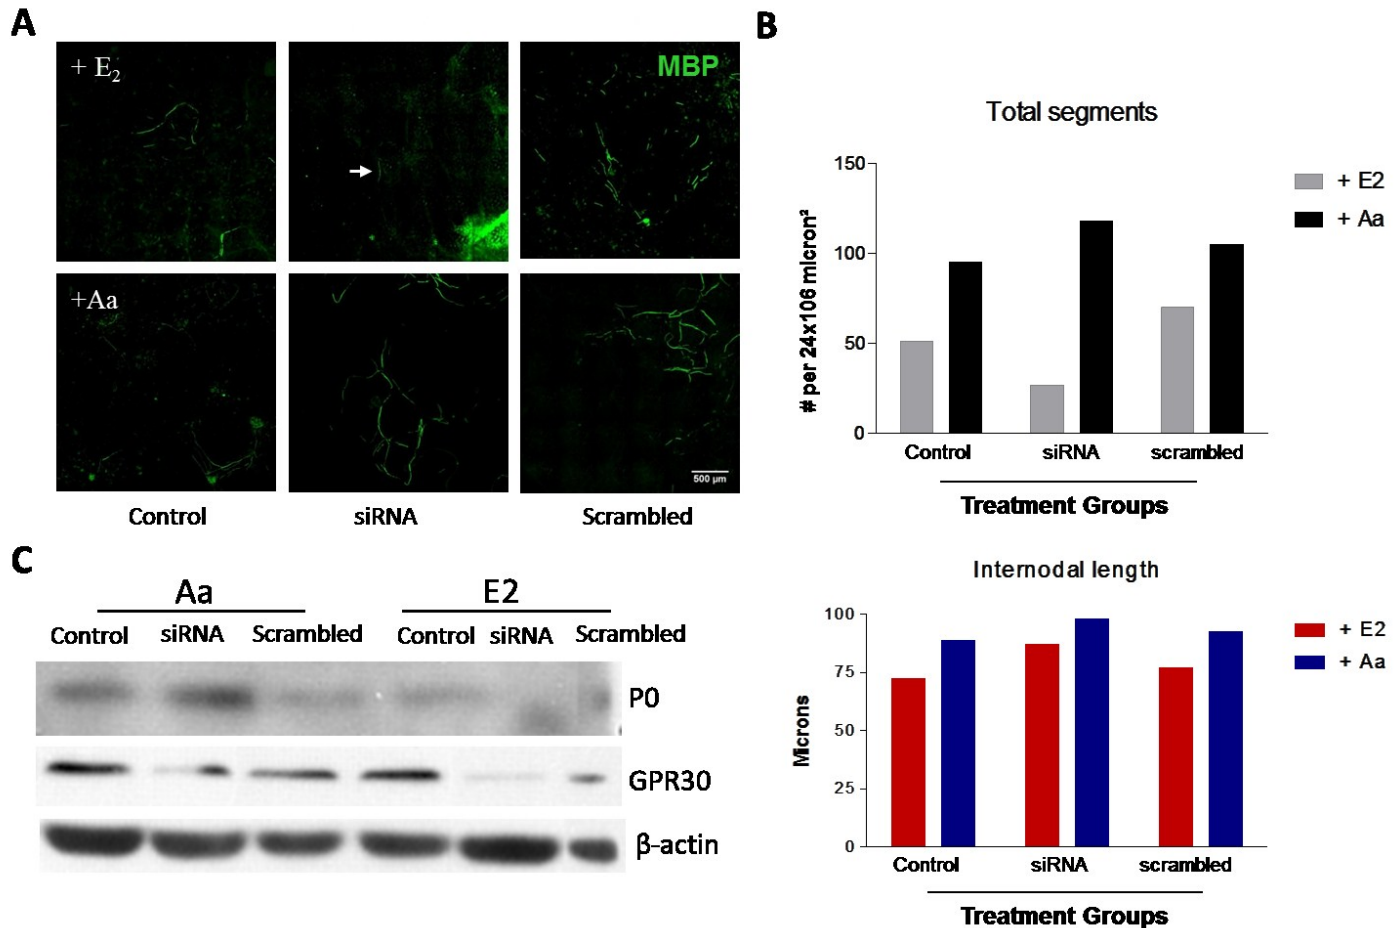 A
+ E₂
MBP
+Aa
500 µm
Control siRNA Scrambled
B
Total segments
# per 24x106 micron²
150
100
50
0
Control siRNA scrambled
Treatment Groups
+ E2
+ Aa
Internodal length
Microns
100
75
50
25
0
Control siRNA scrambled
Treatment Groups
+ E2
+ Aa
C
Aa E2
Control siRNA Scrambled Control siRNA Scrambled
P0
GPR30
β-actin